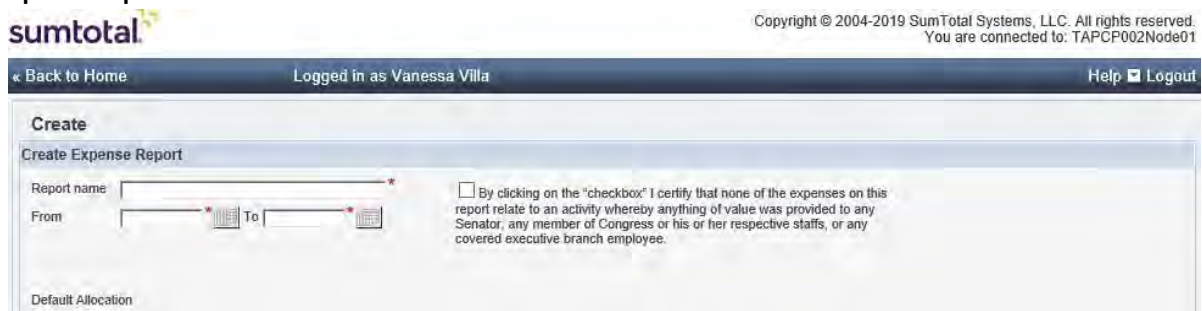 sumtotal.
Copyright © 2004-2019 SumTotal Systems, LLC. All rights reserved.
You are connected to: TAPCP002Node01
« Back to Home Logged in as Vanessa Villa Help Logout
Create
Create Expense Report
Report name *
By clicking on the "checkbox" I certify that none of the expenses on this
From * To *
report relate to an activity whereby anything of value was provided to any
Senator, any member of Congress or his or her respective staffs, or any
covered executive branch employee.
Default Allocation